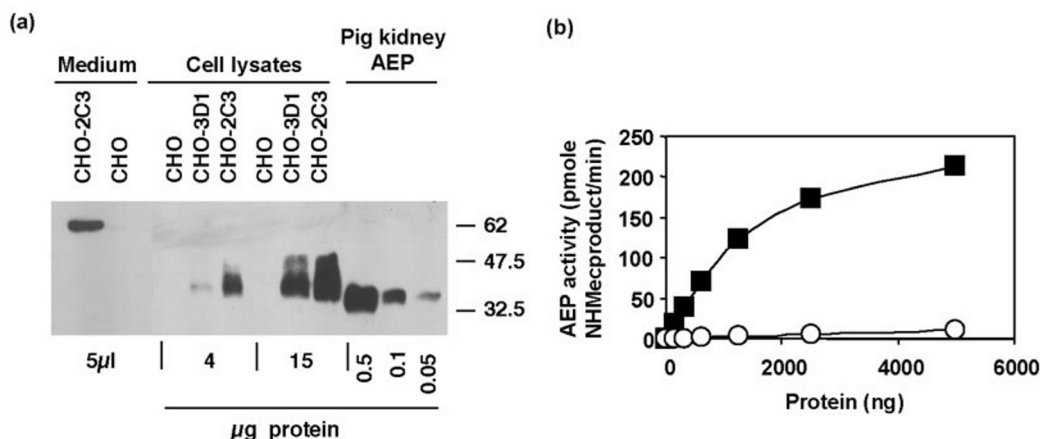 (a)
Pig kidney
AEP
Medium
Cell lysates
CHO-2C3
CHO
CHO
CHO-3D1
CHO-2C3
CHO
CHO-3D1
CHO-2C3
62
47.5
32.5
5µl
4
15
0.5
0.1
0.05
µg protein
(b)
AEP activity (pmole
NHMecproduct/min)
250
200
150
100
50
0
0
2000
4000
6000
Protein (ng)